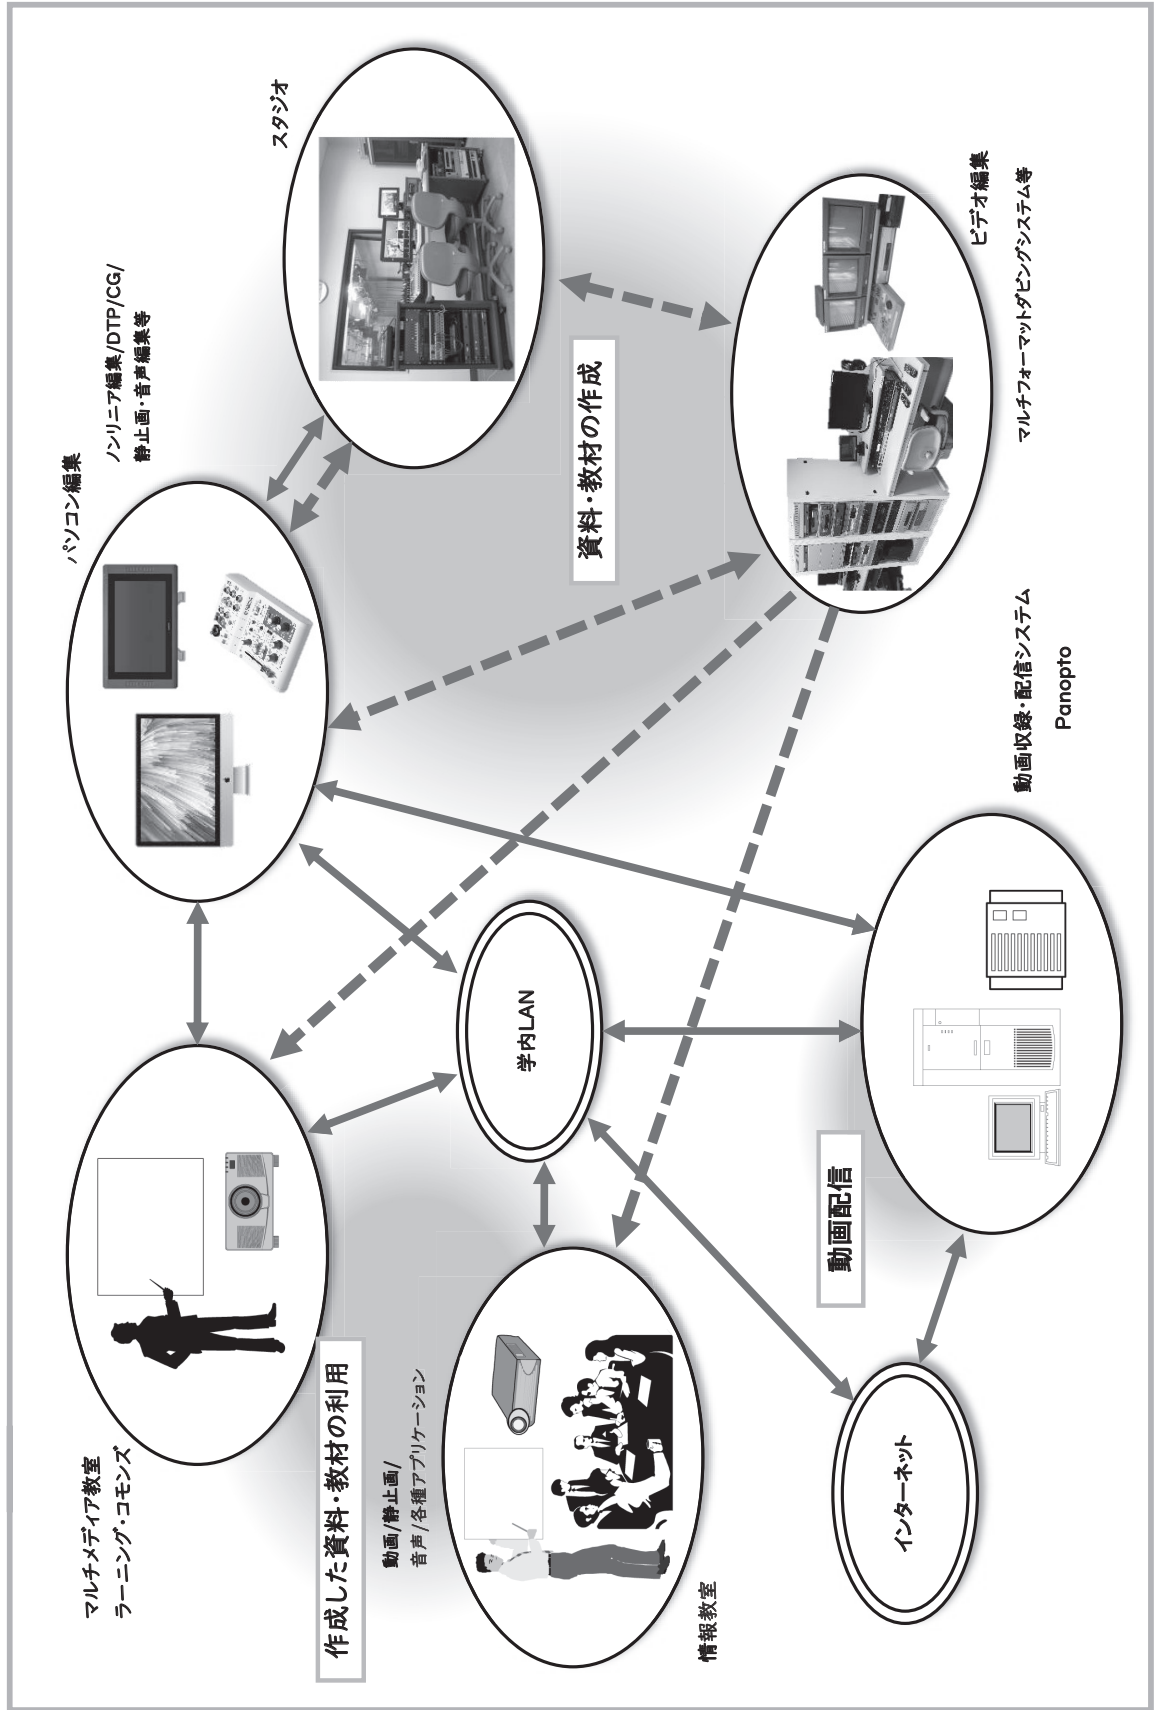 マルチメディア教室
ラーニング・コモンズ
パソコン編集
ノンリニア編集/DTP/CG/
静止画・音声編集等
スタジオ
作成した資料・教材の利用
動画/静止画/
音声/各種アプリケーション
学内LAN
資料・教材の作成
情報教室
動画配信
インターネット
動画収録・配信システム
Panopto
ビデオ編集
マルチフォーマットダビングシステム等